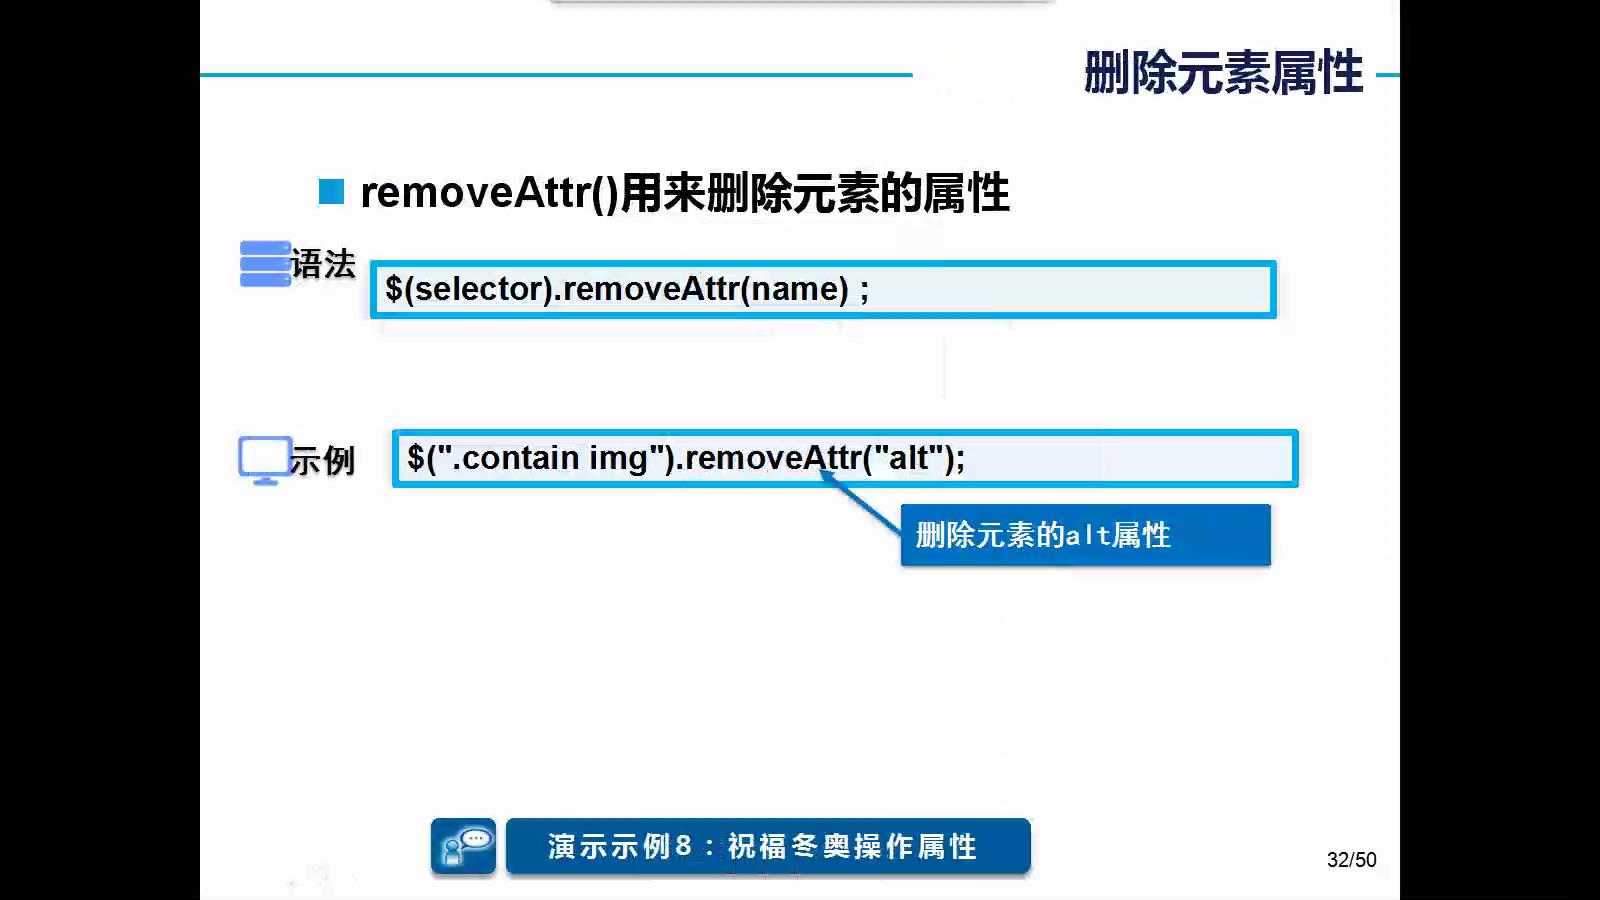 删除元素属性
removeAttr()用来删除元素的属性
语法
$(selector).removeAttr(name) ;
示例
$(".contain img").removeAttr("alt");
删除元素的alt属性
演示示例8：祝福冬奥操作属性
32/50